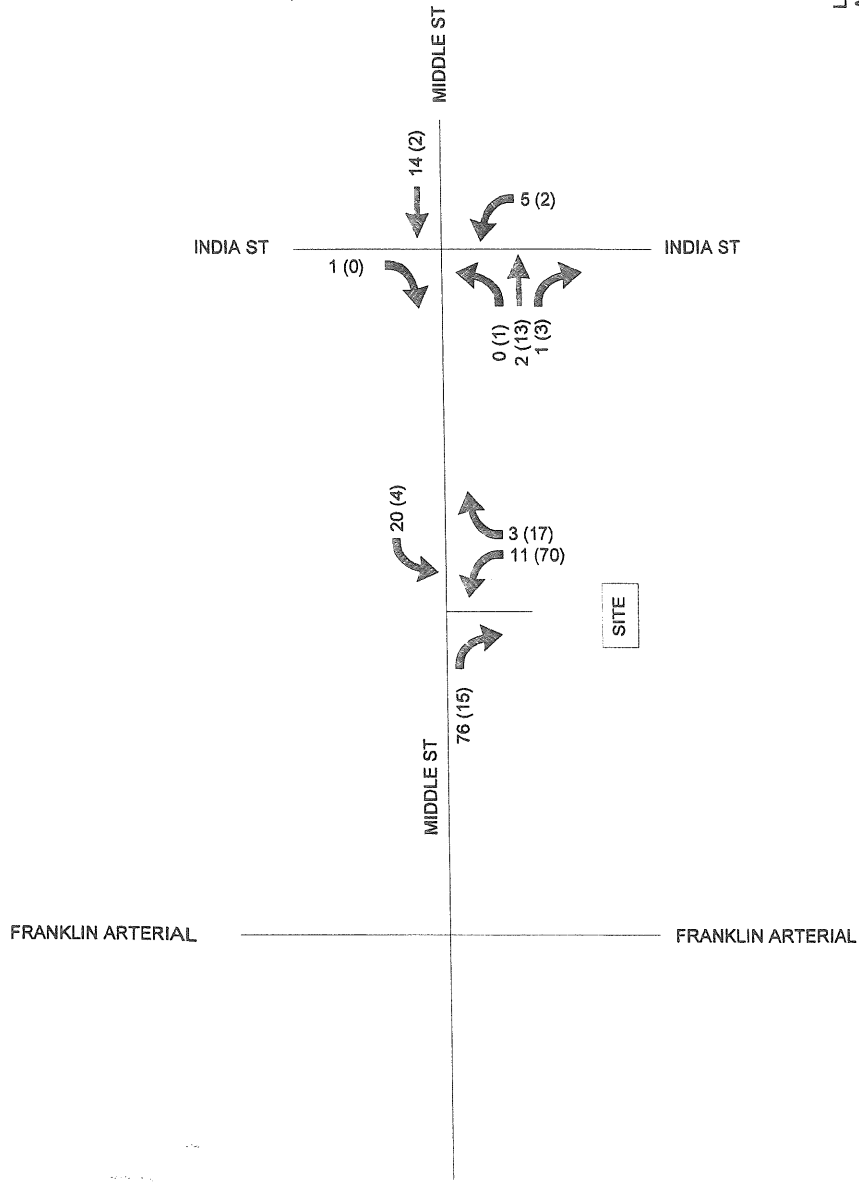 MIDDLE ST
14 (2)
5 (2)
INDIA ST
INDIA ST
1 (0)
0 (1)
2 (13)
1 (3)
20 (4)
3 (17)
11 (70)
SITE
76 (15)
MIDDLE ST
FRANKLIN ARTERIAL
FRANKLIN ARTERIAL